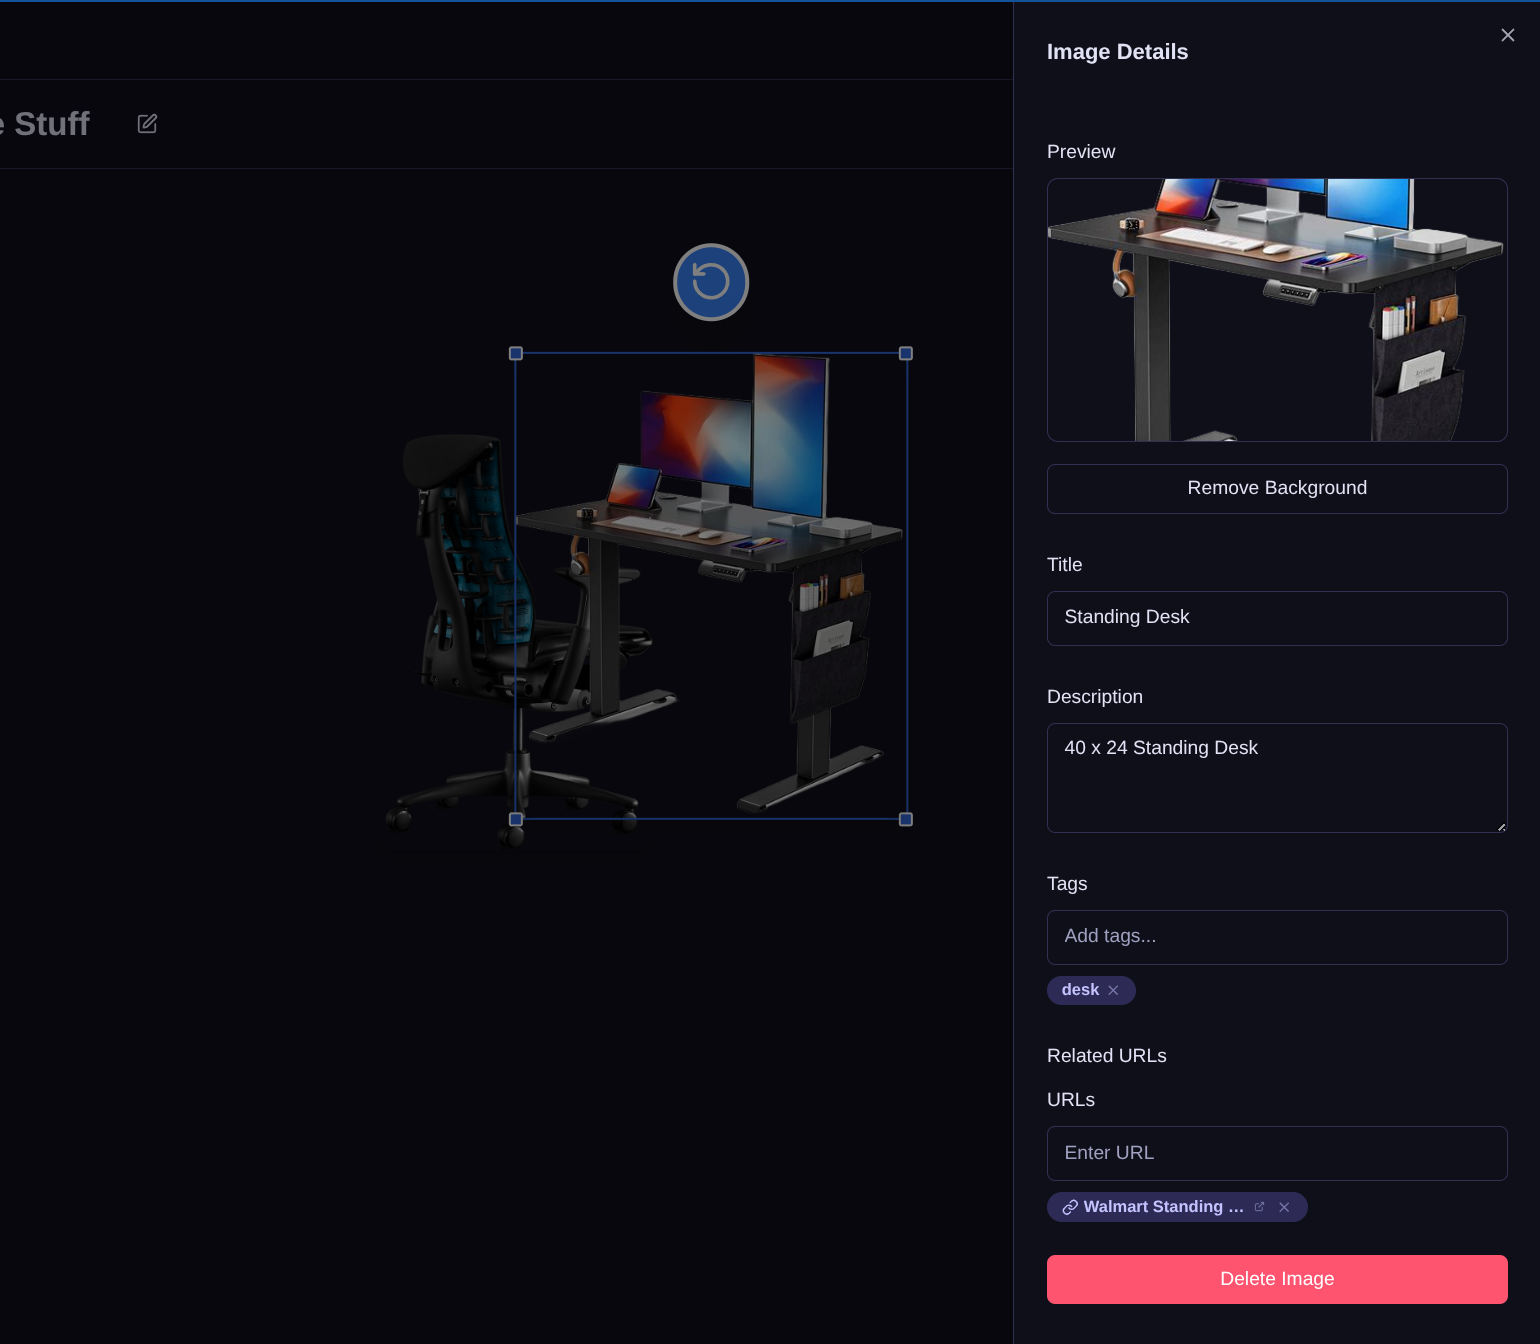 e Stuff
Image Details
Preview
Remove Background
Title
Standing Desk
Description
40 x 24 Standing Desk
Tags
Add tags...
desk
Related URLs
URLs
Enter URL
Walmart Standing ...
Delete Image